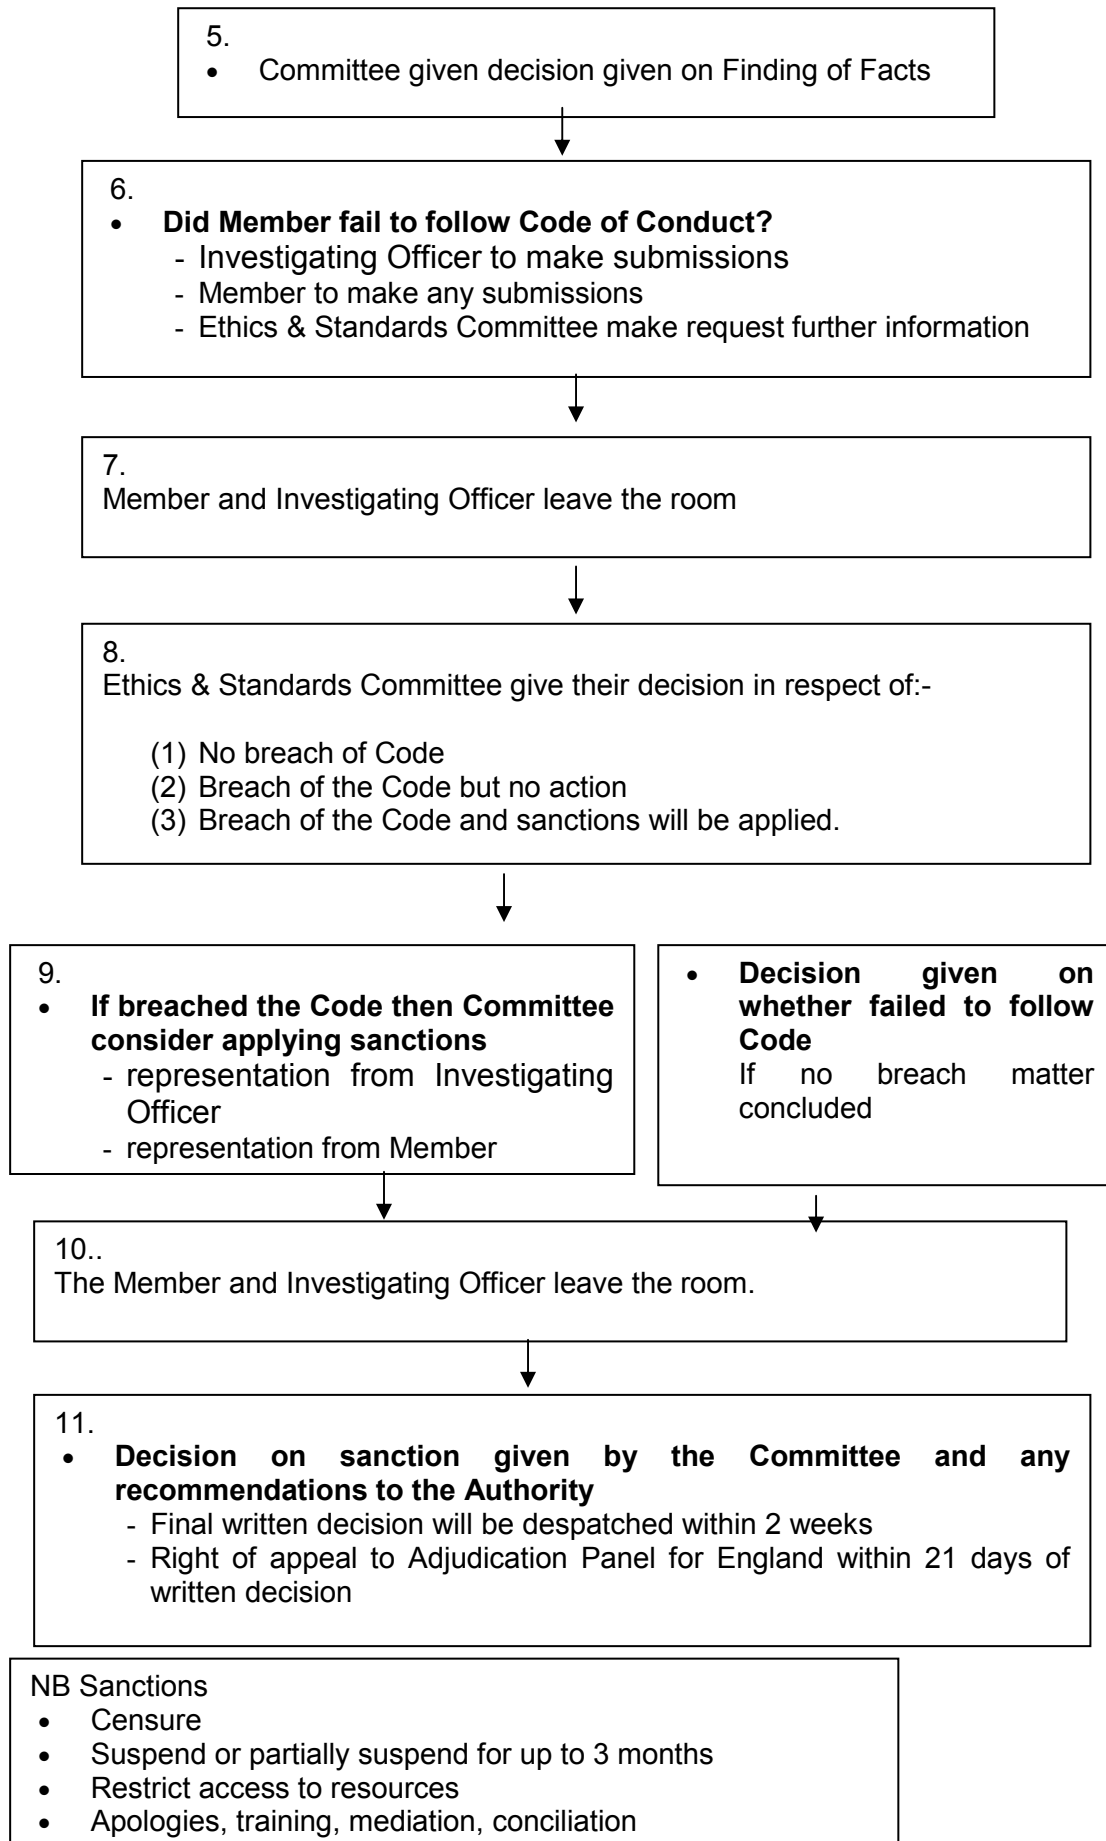 5.
• Committee given decision given on Finding of Facts
6.
• Did Member fail to follow Code of Conduct?
- Investigating Officer to make submissions
- Member to make any submissions
- Ethics & Standards Committee make request further information
7.
Member and Investigating Officer leave the room
8.
Ethics & Standards Committee give their decision in respect of:-
(1) No breach of Code
(2) Breach of the Code but no action
(3) Breach of the Code and sanctions will be applied.
9.
• If breached the Code then Committee
consider applying sanctions
- representation from Investigating
Officer
- representation from Member
• Decision given on
whether failed to follow
Code
If no breach matter
concluded
10..
The Member and Investigating Officer leave the room.
11.
• Decision on sanction given by the Committee and any
recommendations to the Authority
- Final written decision will be despatched within 2 weeks
- Right of appeal to Adjudication Panel for England within 21 days of
written decision
NB Sanctions
• Censure
• Suspend or partially suspend for up to 3 months
• Restrict access to resources
• Apologies, training, mediation, conciliation